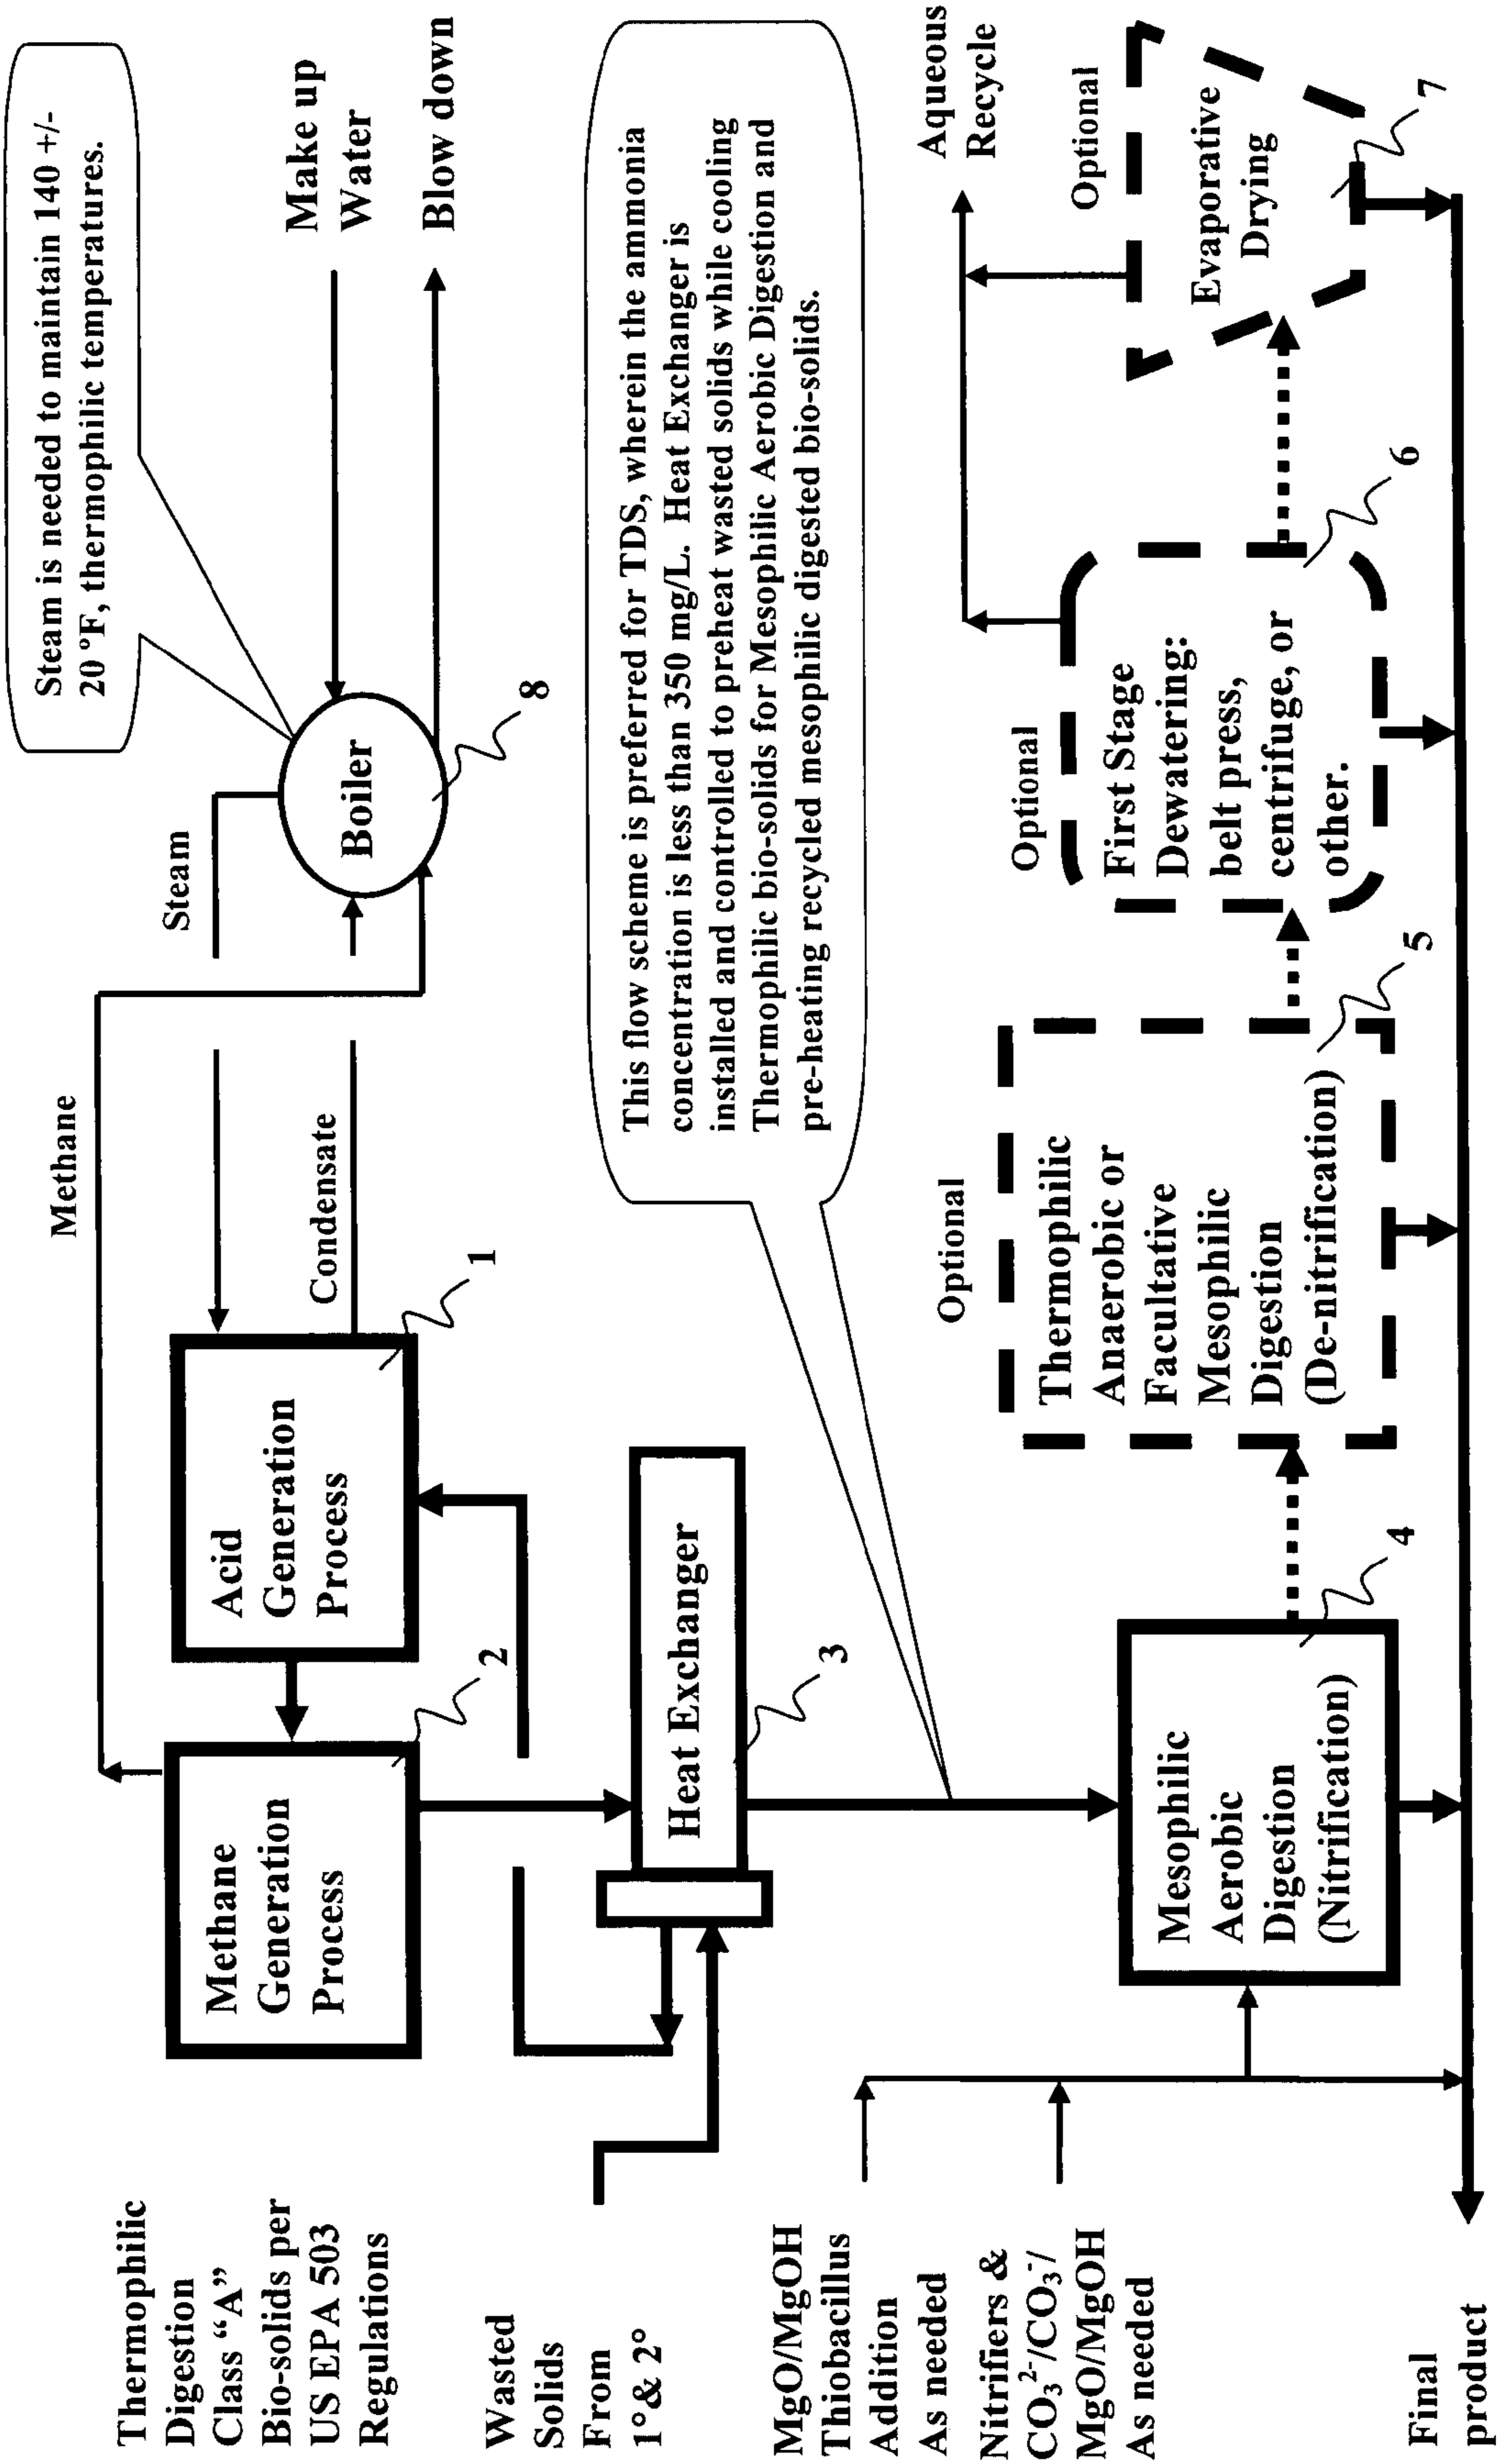 Thermophilic
Digestion
Class “A”
Bio-solids per
US EPA 503
Regulations
Methane
Methane
Generation
Process
2
Acid
Generation
Process
1
Steam
Condensate
Boiler
8
Steam is needed to maintain 140 +/-
20 °F, thermophilic temperatures.
Make up
Water
Blow down
Wasted
Solids
From
1°& 2°
Heat Exchanger
3
This flow scheme is preferred for TDS, wherein the ammonia
concentration is less than 350 mg/L. Heat Exchanger is
installed and controlled to preheat wasted solids while cooling
Thermophilic bio-solids for Mesophilic Aerobic Digestion and
pre-heating recycled mesophilic digested bio-solids.
MgO/MgOH
Thiobacillus
Addition
As needed
Nitrifiers &
CO₃²⁻/CO₃⁻/
MgO/MgOH
As needed
Mesophilic
Aerobic
Digestion
(Nitrification)
4
Optional
Thermophilic
Anaerobic or
Facultative
Mesophilic
Digestion
(De-nitrification)
5
Optional
First Stage
Dewatering:
belt press,
centrifuge, or
other.
6
Aqueous
Recycle
Optional
Evaporative
Drying
7
Final
product